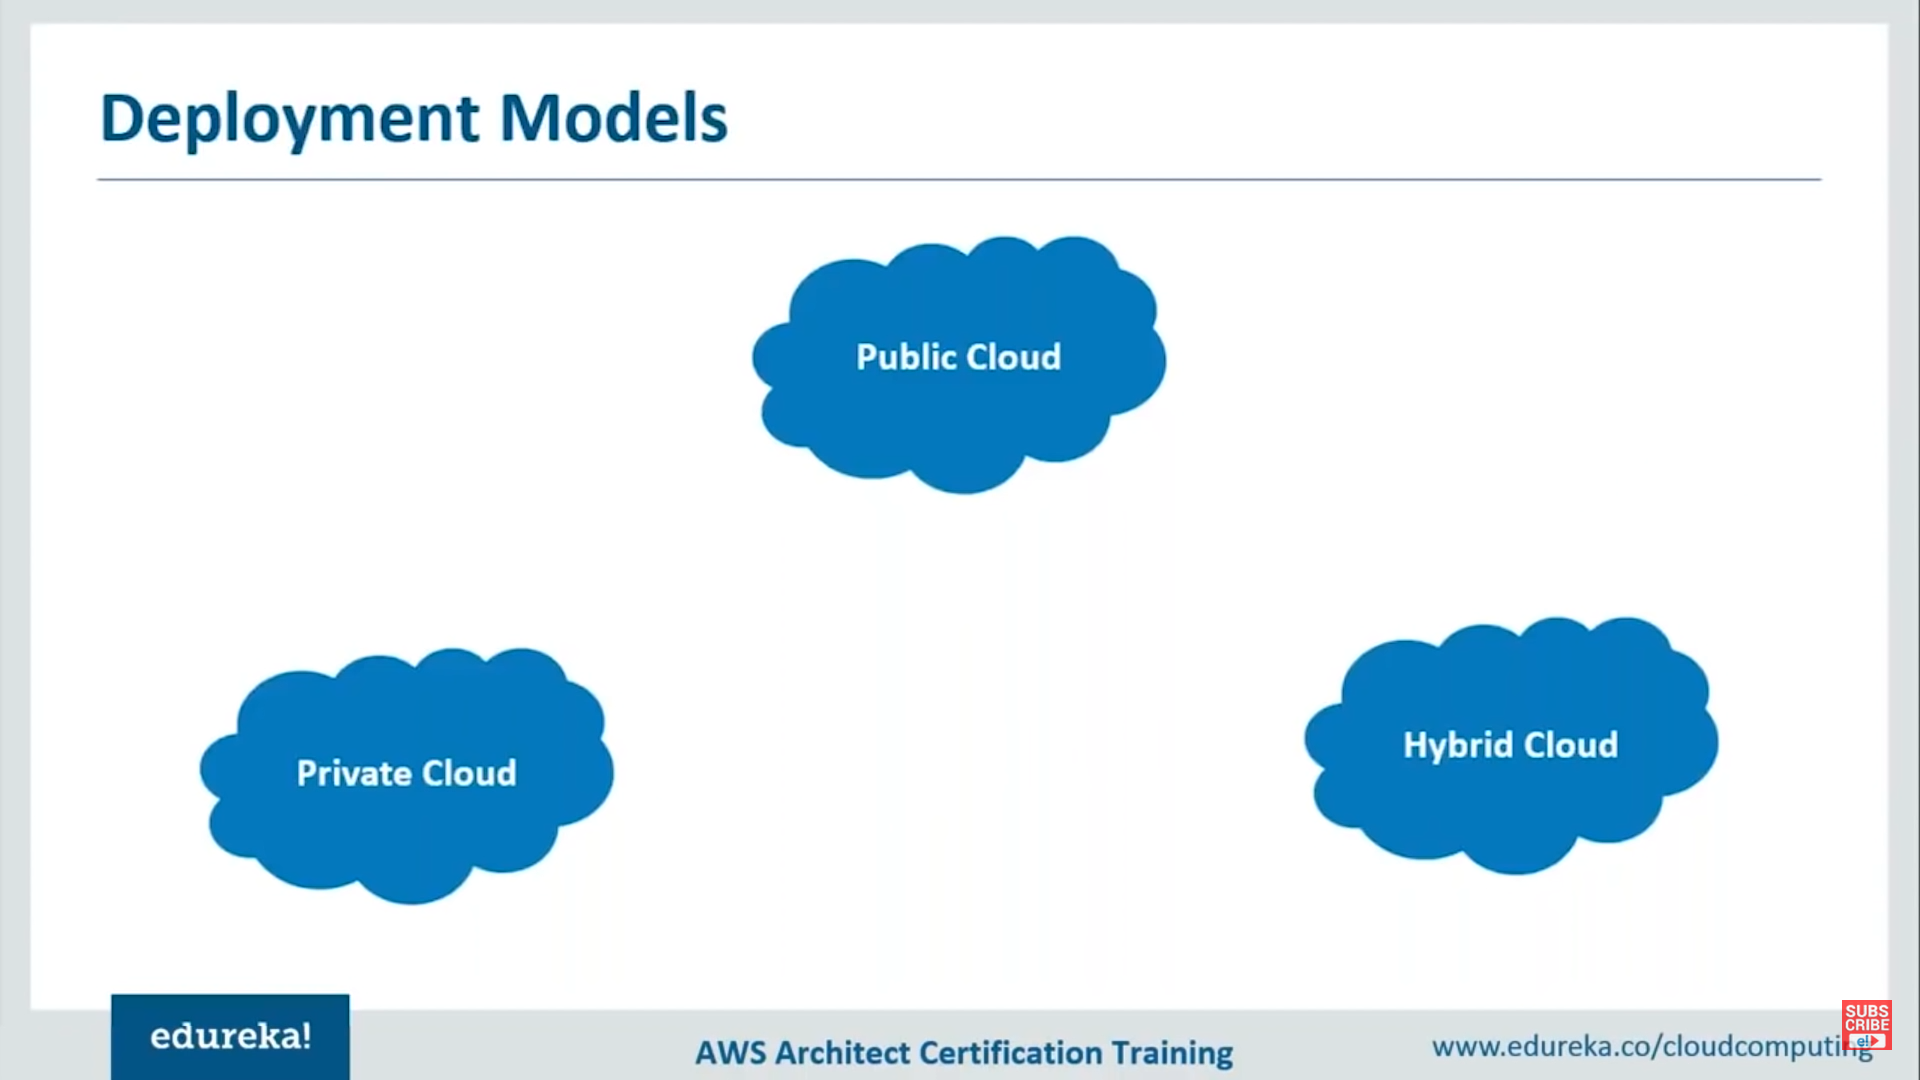 Deployment Models
Public Cloud
Private Cloud
Hybrid Cloud
edureka!
AWS Architect Certification Training
www.edureka.co/cloudcomputing
SUBS
CRIBE
e!